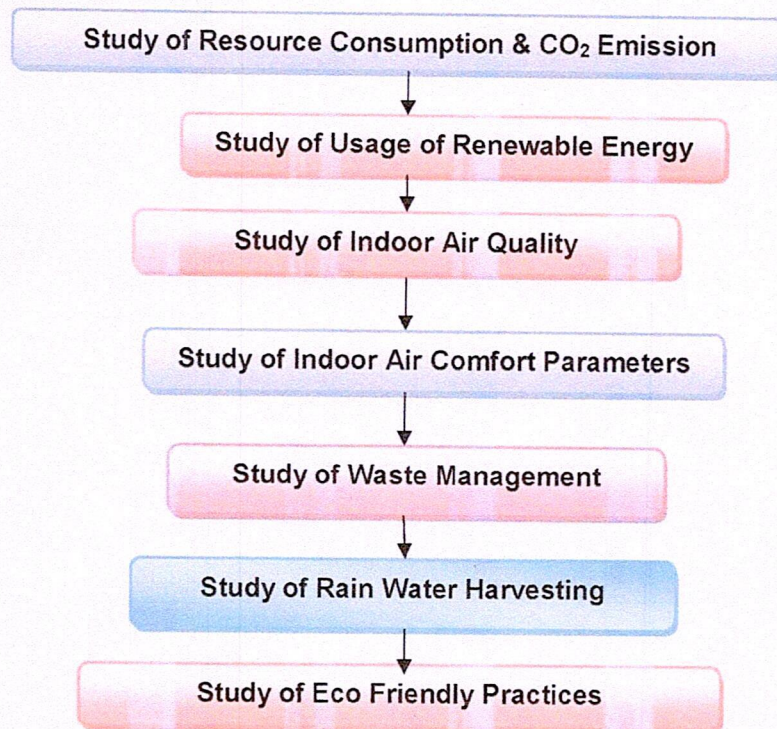 Study of Resource Consumption & CO₂ Emission
Study of Usage of Renewable Energy
Study of Indoor Air Quality
Study of Indoor Air Comfort Parameters
Study of Waste Management
Study of Rain Water Harvesting
Study of Eco Friendly Practices